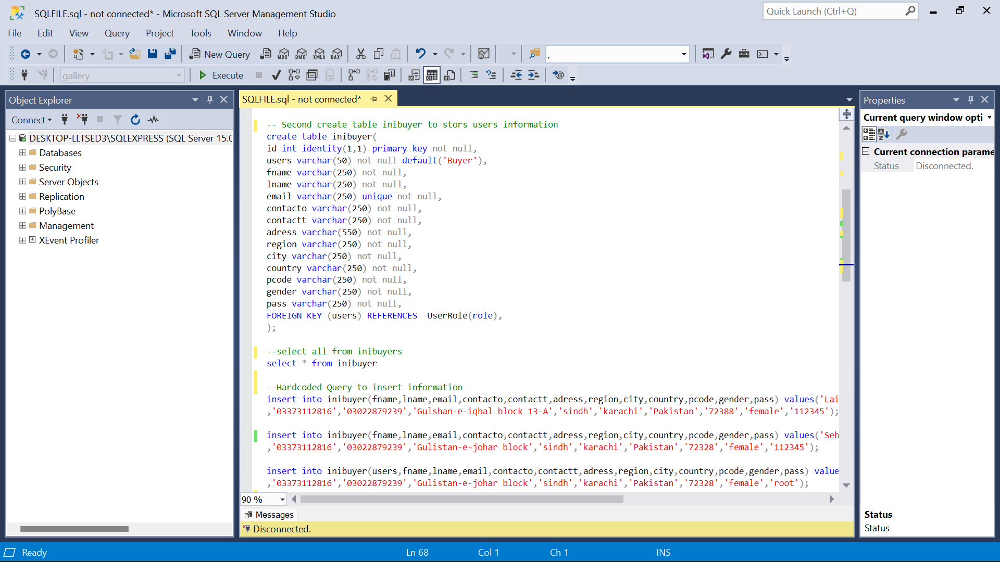 SQLFILE.sql - not connected* - Microsoft SQL Server Management Studio
Quick Launch (Ctrl+Q)
File Edit View Query Project Tools Window Help
New Query MDX DMX XMLA DAX ,
gallery Execute
Object Explorer
Connect
DESKTOP-LLTSED3\SQLEXPRESS (SQL Server 15.0
Databases
Security
Server Objects
Replication
PolyBase
Management
XEvent Profiler
SQLFILE.sql - not connected*
-- Second create table inibuyer to stors users information
create table inibuyer(
id int identity(1,1) primary key not null,
users varchar(50) not null default('Buyer'),
fname varchar(250) not null,
lname varchar(250) not null,
email varchar(250) unique not null,
contacto varchar(250) not null,
contactt varchar(250) not null,
adress varchar(550) not null,
region varchar(250) not null,
city varchar(250) not null,
country varchar(250) not null,
pcode varchar(250) not null,
gender varchar(250) not null,
pass varchar(250) not null,
FOREIGN KEY (users) REFERENCES  UserRole(role),
);
--select all from inibuyers
select * from inibuyer
--Hardcoded-Query to insert information
insert into inibuyer(fname,lname,email,contacto,contactt,adress,region,city,country,pcode,gender,pass) values('Lai
,'03373112816','03022879239','Gulshan-e-iqbal block 13-A','sindh','karachi','Pakistan','72388','female','112345');
insert into inibuyer(fname,lname,email,contacto,contactt,adress,region,city,country,pcode,gender,pass) values('Seh
,'03373112816','03022879239','Gulistan-e-johar block','sindh','karachi','Pakistan','72328','female','112345');
insert into inibuyer(users,fname,lname,email,contacto,contactt,adress,region,city,country,pcode,gender,pass) value
,'03373112816','03022879239','Gulistan-e-johar block','sindh','karachi','Pakistan','72328','female','root');
90 %
Messages
Disconnected.
Properties
Current query window opti
Current connection parame
Status Disconnected.
Status
Status
Ready Ln 68 Col 1 Ch 1 INS